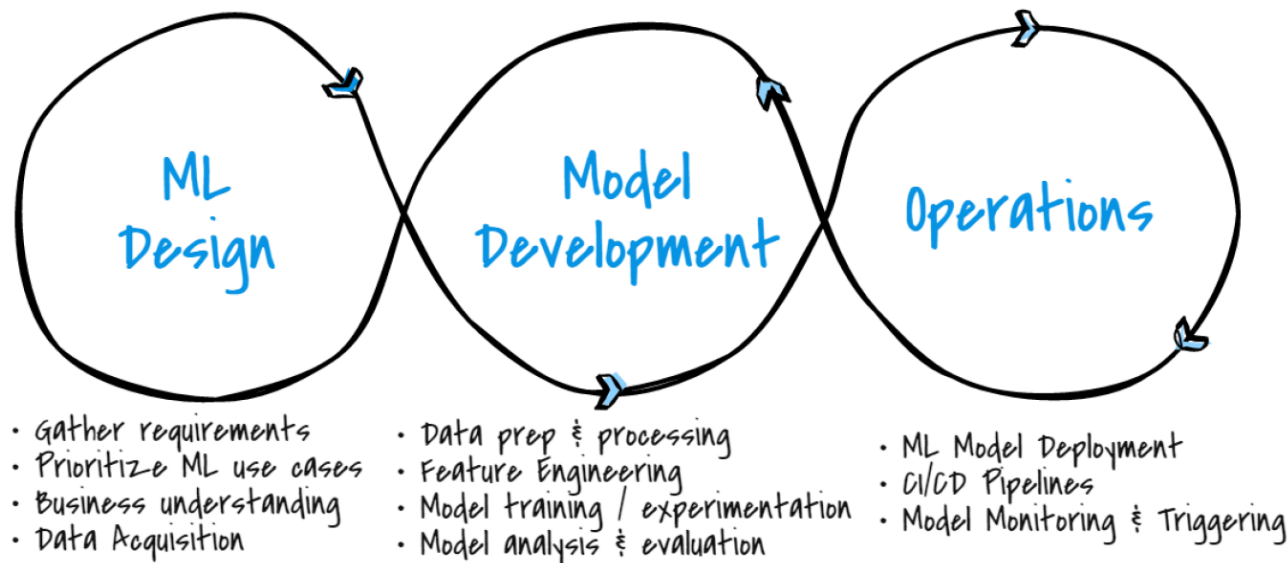 ML
Design
Model
Development
Operations
• Gather requirements
• Prioritize ML use cases
• Business understanding
• Data Acquisition
• Data prep & processing
• Feature Engineering
• Model training / experimentation
• Model analysis & evaluation
• ML Model Deployment
• CI/CD Pipelines
• Model Monitoring & Triggering